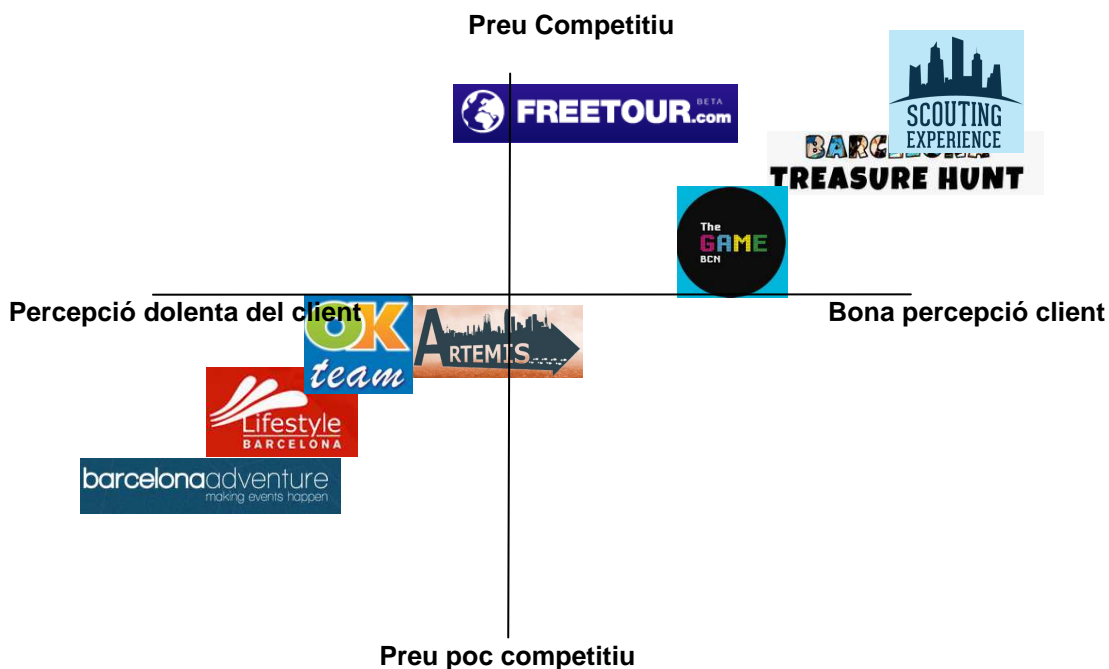 Preu Competitiu
FREETOUR.com
BETA
SCOUTING
EXPERIENCE
BARCELONA
TREASURE HUNT
The
GAME
BCN
Percepció dolenta del client
Bona percepció client
OK
team
ARTEMIS
Lifestyle
BARCELONA
barcelonaadventure
making events happen
Preu poc competitiu